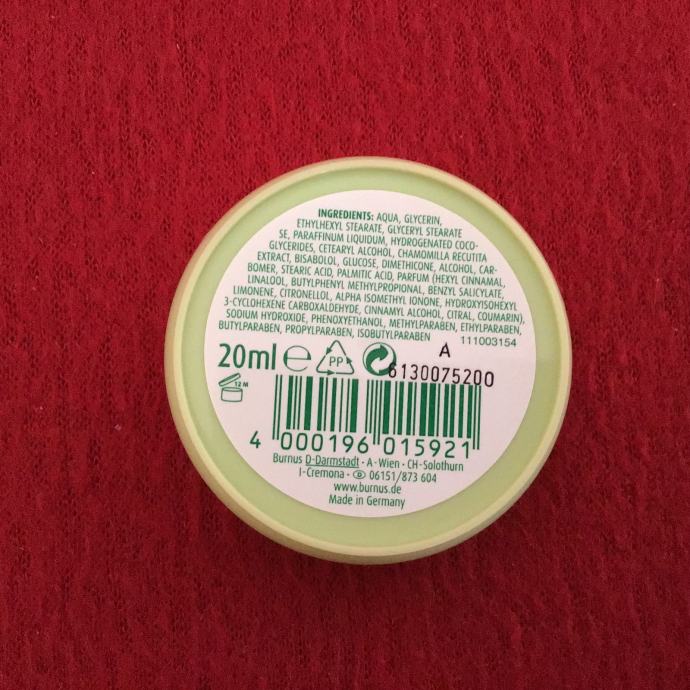 INGREDIENTS: AQUA, GLYCERIN,
ETHYLHEXYL STEARATE, GLYCERYL STEARATE
SE, PARAFFINUM LIQUIDUM, HYDROGENATED COCO-
GLYCERIDES, CETEARYL ALCOHOL, CHAMOMILLA RECUTITA
EXTRACT, BISABOLOL, GLUCOSE, DIMETHICONE, ALCOHOL, CAR-
BOMER, STEARIC ACID, PALMITIC ACID, PARFUM (HEXYL CINNAMAL,
LINALOOL, BUTYLPHENYL METHYLPROPIONAL, BENZYL SALICYLATE,
LIMONENE, CITRONELLOL, ALPHA ISOMETHYL IONONE, HYDROXYISOHEXYL
3-CYCLOHEXENE CARBOXALDEHYDE, CINNAMYL ALCOHOL, CITRAL, COUMARIN),
SODIUM HYDROXIDE, PHENOXYETHANOL, METHYLPARABEN, ETHYLPARABEN,
BUTYLPARABEN, PROPYLPARABEN, ISOBUTYLPARABEN 111003154
20ml e PP A
6130075200
12 M
4 000196 015921
Burnus D-Darmstadt · A-Wien · CH-Solothurn
I-Cremona · D 06151/873 604
www.burnus.de
Made in Germany